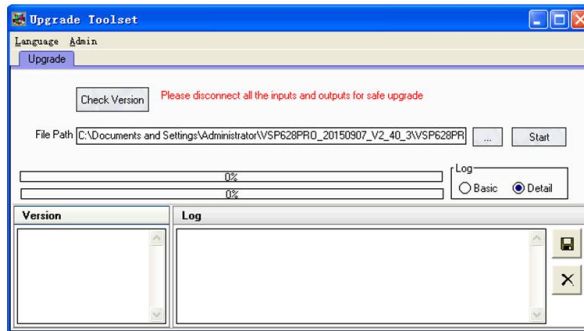 Upgrade Toolset
Language Admin
Upgrade
Check Version
Please disconnect all the inputs and outputs for safe upgrade
File Path C:\Documents and Settings\Administrator\VSP628PRO_20150907_V2_40_3\VSP628PR ... Start
0%
0%
Log
Basic Detail
Version Log